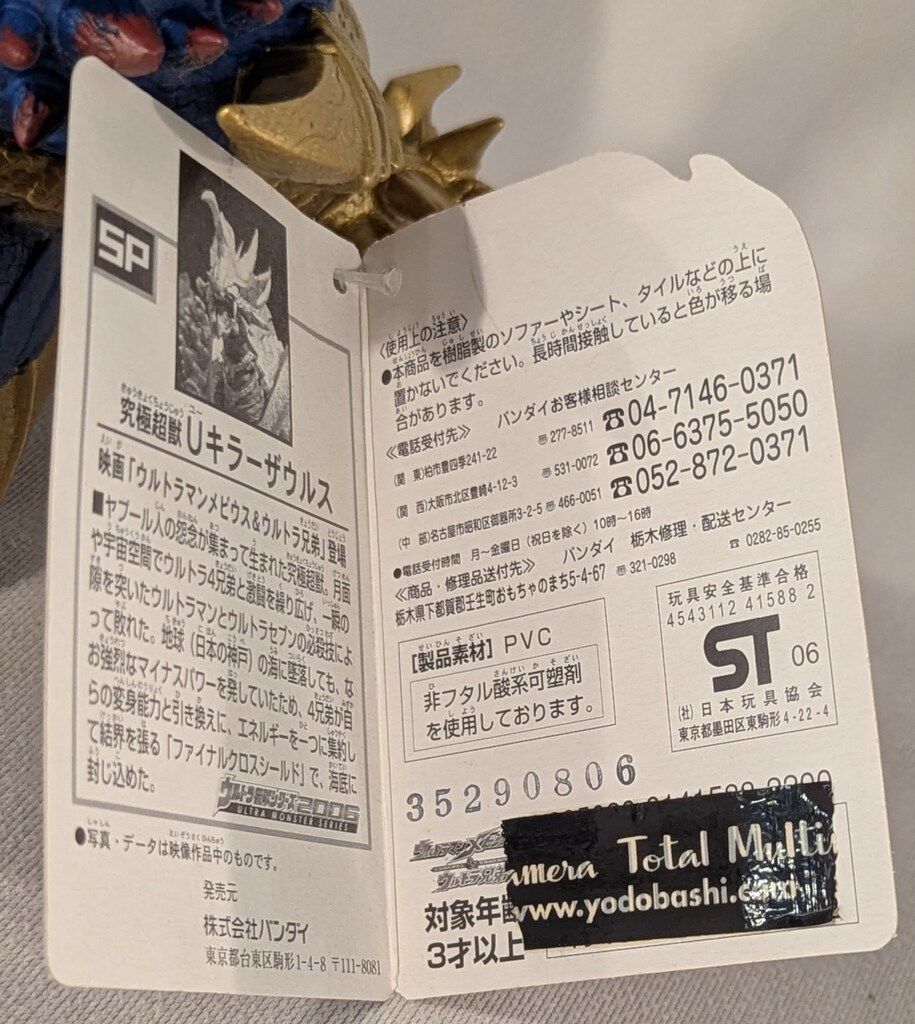 SP
究極超獣Uキラーザウルス
映画「ウルトラマンメビウス&ウルトラ兄弟」登場
■ヤプール人の怨念が集まって生まれた究極超獣。月面
や宇宙空間でウルトラ4兄弟と激闘を繰り広げ、一瞬の
隙を突いたウルトラマンとウルトラセブンの必殺技によ
って敗れた。地球(日本の神戸)の海に墜落しても、な
お強烈なマイナスパワーを発していたため、4兄弟が自
らの変身能力と引き換えに、エネルギーを一つに集約し
て結界を張る「ファイナルクロスシールド」で、海底に
封じ込めた。
ウルトラ怪獣シリーズ2006
ULTRA MONSTER SERIES
●写真・データは映像作品中のものです。
発売元
株式会社バンダイ
東京都台東区駒形1-4-8 〒111-8081
〈使用上の注意〉
●本商品を樹脂製のソファーやシート、タイルなどの上に
置かないでください。長時間接触していると色が移る場
合があります。
《電話受付先》 バンダイお客様相談センター
(関 東)柏市豊四季241-22 〒277-8511 ☎04-7146-0371
(関 西)大阪市北区豊崎4-12-3 〒531-0072 ☎06-6375-5050
(中 部)名古屋市昭和区御器所3-2-5 〒466-0051 ☎052-872-0371
●電話受付時間 月～金曜日(祝日を除く)10時～16時
《商品・修理品送付先》 バンダイ 栃木修理・配送センター
栃木県下都賀郡壬生町おもちゃのまち5-4-67 〒321-0298 ☎0282-85-0255
[製品素材] PVC
非フタル酸系可塑剤
を使用しております。
玩具安全基準合格
4543112 41588 2
ST 06
(社)日本玩具協会
東京都墨田区東駒形4-22-4
35290806
ウルトラ兄弟
amera Total Multi
www.yodobashi.com
対象年齢
3才以上